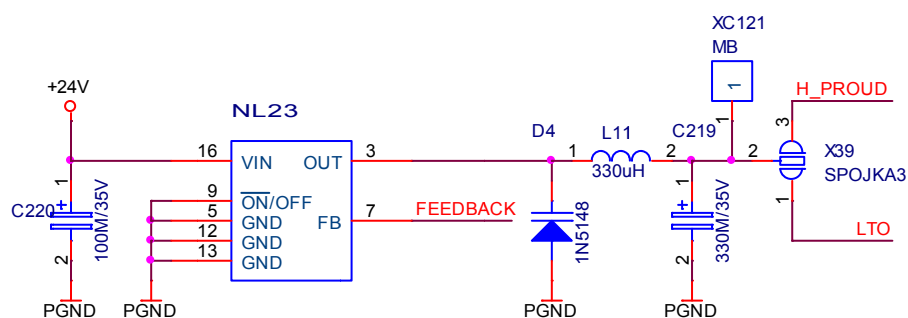 XC121
MB
1
+24V
H_PROUD
NL23
D4
L11
C219
1
3
16
VIN
OUT
3
1
2
2
X39
330uH
SPOJKA3
9
ON/OFF
1
1
C220
+
100M/35V
5
GND
FB
7
FEEDBACK
1N5148
+
330M/35V
1
12
GND
LTO
2
13
GND
2
PGND
PGND
PGND
PGND